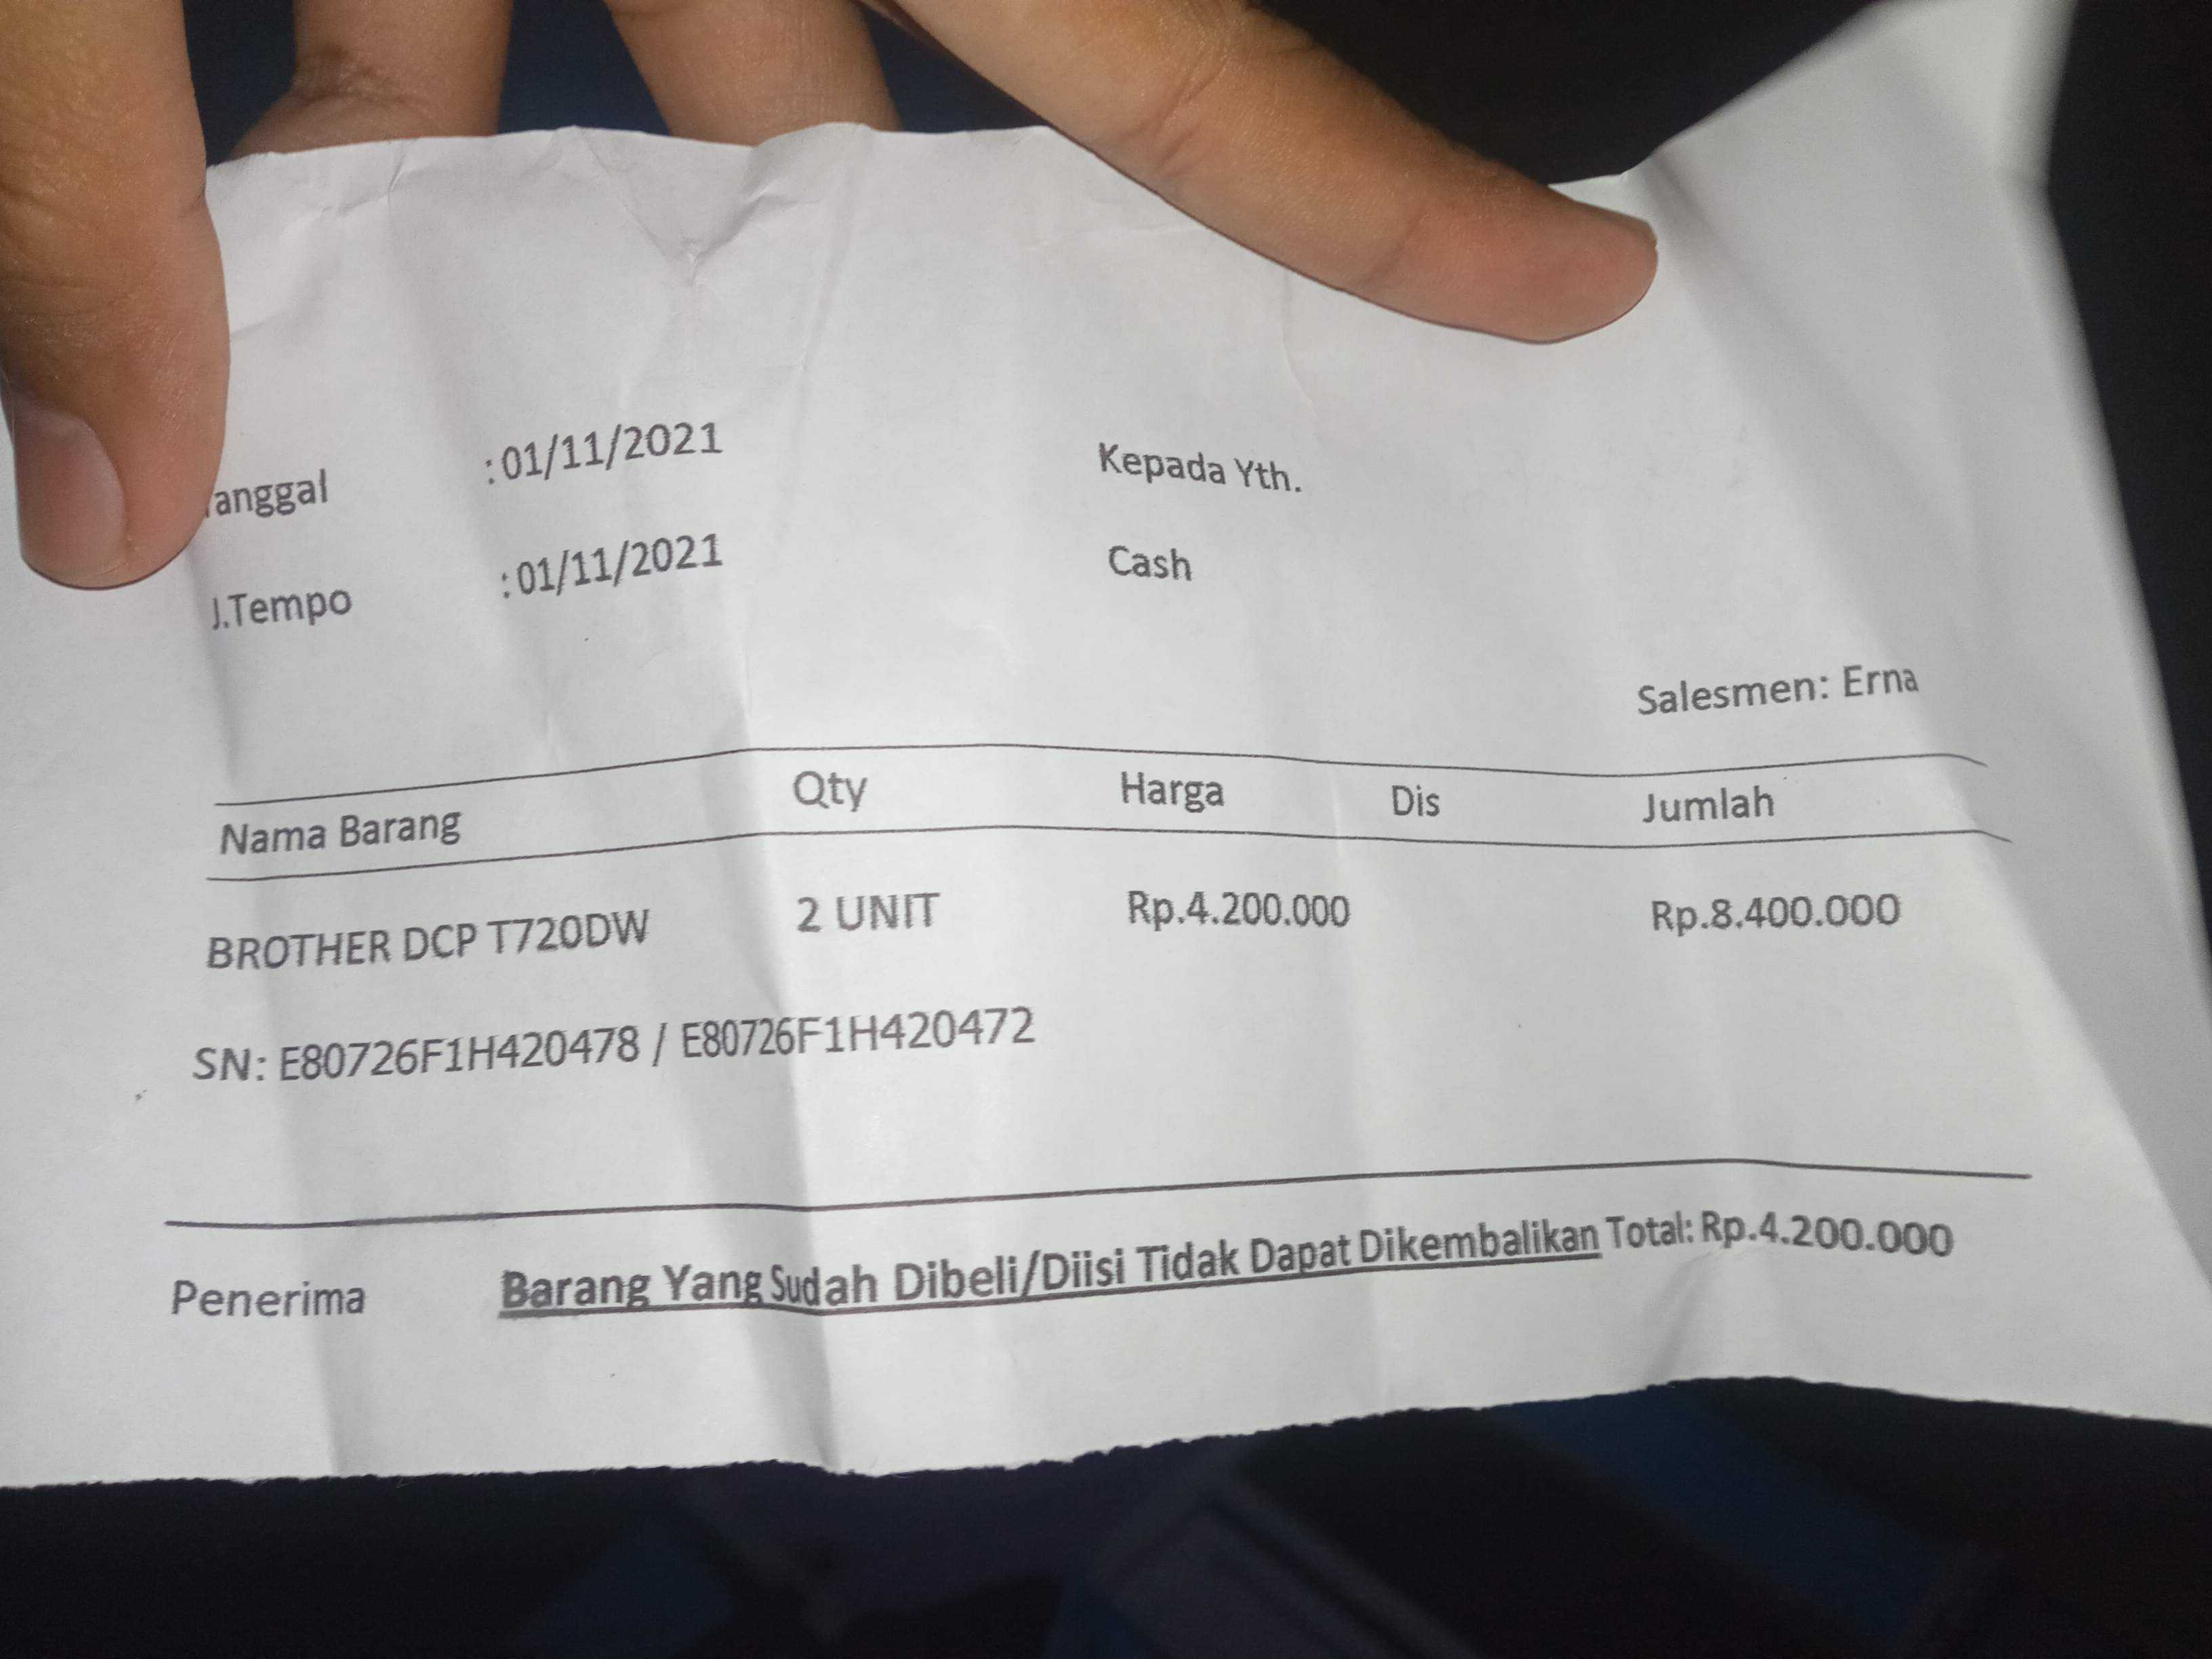 Tanggal : 01/11/2021 Kepada Yth.
J.Tempo : 01/11/2021 Cash
Salesmen: Erna
Nama Barang Qty Harga Dis Jumlah
BROTHER DCP T720DW 2 UNIT Rp.4.200.000 Rp.8.400.000
SN: E80726F1H420478 / E80726F1H420472
Penerima Barang Yang Sudah Dibeli/Diisi Tidak Dapat Dikembalikan Total: Rp.4.200.000